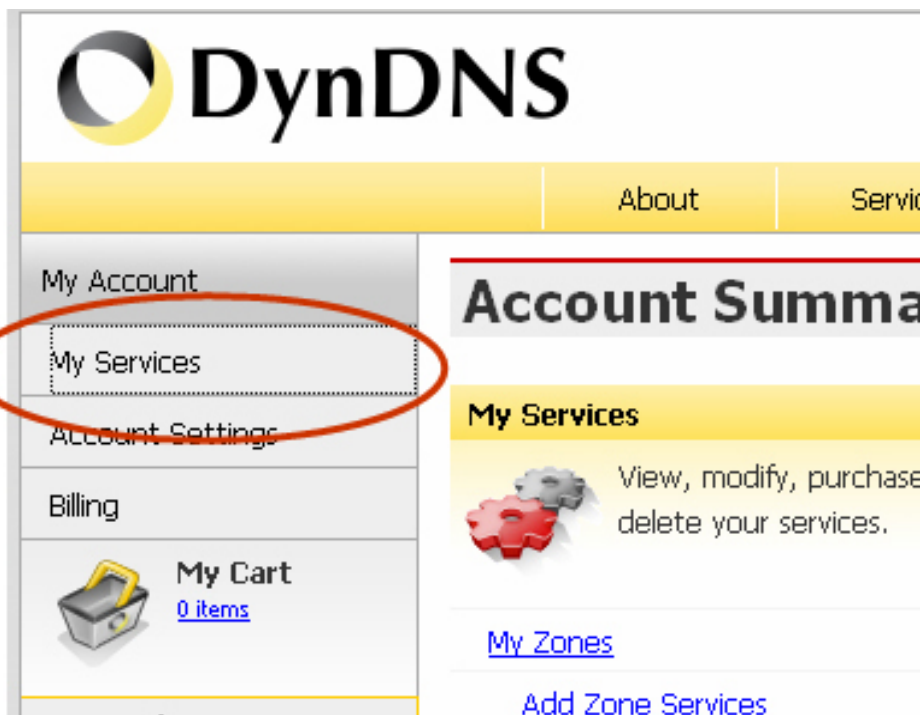 DynDNS
About
My Account
My Services
Account Settings
Billing
My Cart
0 items
Account
My Services
View, modify, purchase
delete your services.
My Zones
Add Zone Services